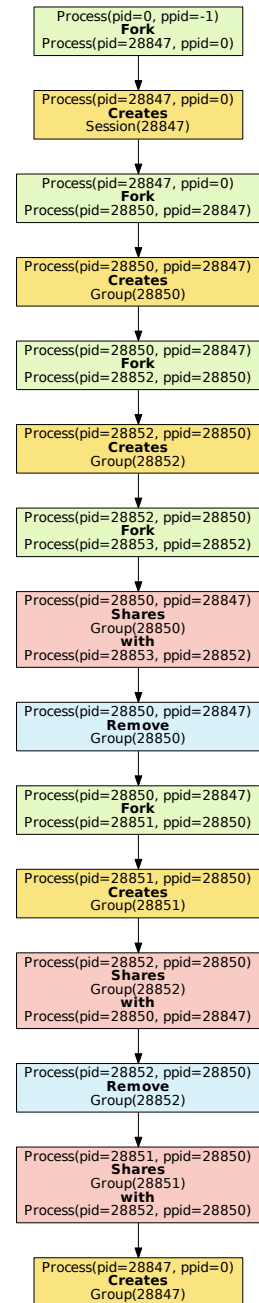 Process(pid=0, ppid=-1)
Fork
Process(pid=28847, ppid=0)
Process(pid=28847, ppid=0)
Creates
Session(28847)
Process(pid=28847, ppid=0)
Fork
Process(pid=28850, ppid=28847)
Process(pid=28850, ppid=28847)
Creates
Group(28850)
Process(pid=28850, ppid=28847)
Fork
Process(pid=28852, ppid=28850)
Process(pid=28852, ppid=28850)
Creates
Group(28852)
Process(pid=28852, ppid=28850)
Fork
Process(pid=28853, ppid=28852)
Process(pid=28850, ppid=28847)
Shares
Group(28850)
with
Process(pid=28853, ppid=28852)
Process(pid=28850, ppid=28847)
Remove
Group(28850)
Process(pid=28850, ppid=28847)
Fork
Process(pid=28851, ppid=28850)
Process(pid=28851, ppid=28850)
Creates
Group(28851)
Process(pid=28852, ppid=28850)
Shares
Group(28852)
with
Process(pid=28850, ppid=28847)
Process(pid=28852, ppid=28850)
Remove
Group(28852)
Process(pid=28851, ppid=28850)
Shares
Group(28851)
with
Process(pid=28852, ppid=28850)
Process(pid=28847, ppid=0)
Creates
Group(28847)